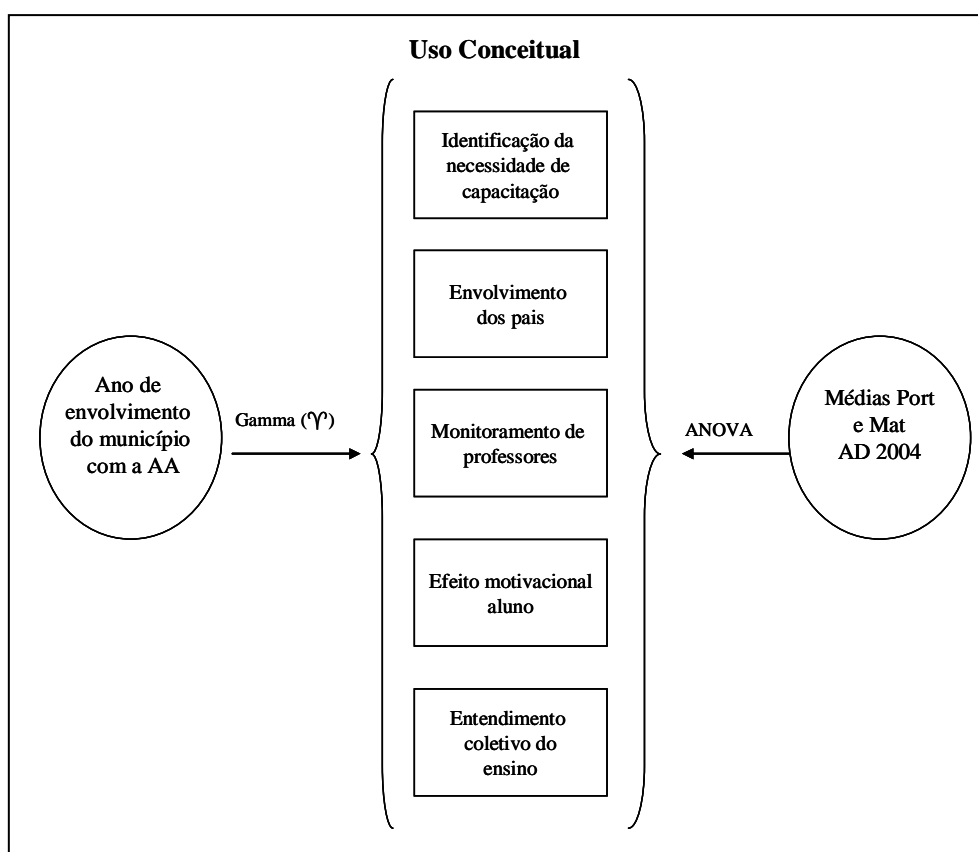 Uso Conceitual
Identificação da
necessidade de
capacitação
Envolvimento
dos pais
Ano de
envolvimento
do município
com a AA
Gamma (♈)
Monitoramento de
professores
ANOVA
Médias Port
e Mat
AD 2004
Efeito motivacional
aluno
Entendimento
coletivo do
ensino